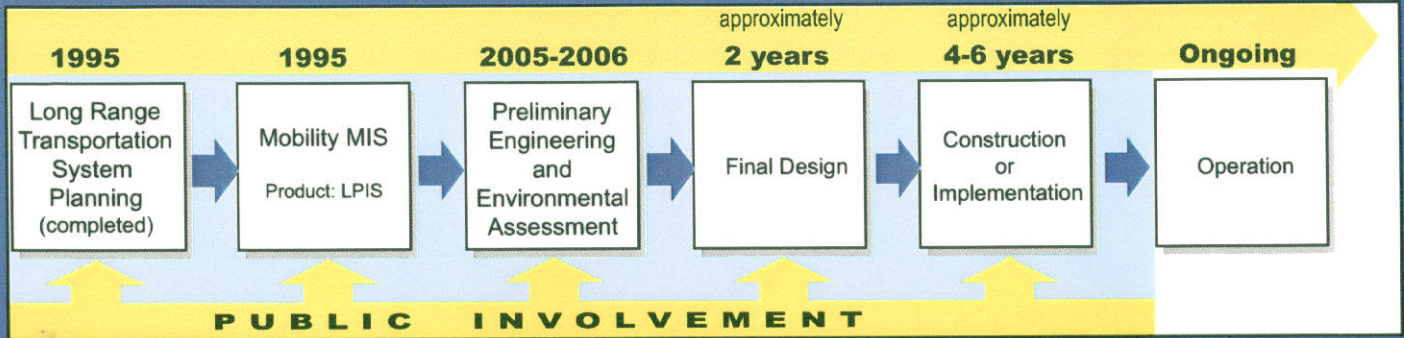 approximately
approximately
1995
1995
2005-2006
2 years
4-6 years
Ongoing
Long Range
Transportation
System
Planning
(completed)
Mobility MIS
Product: LPIS
Preliminary
Engineering
and
Environmental
Assessment
Final Design
Construction
or
Implementation
Operation
PUBLIC INVOLVEMENT